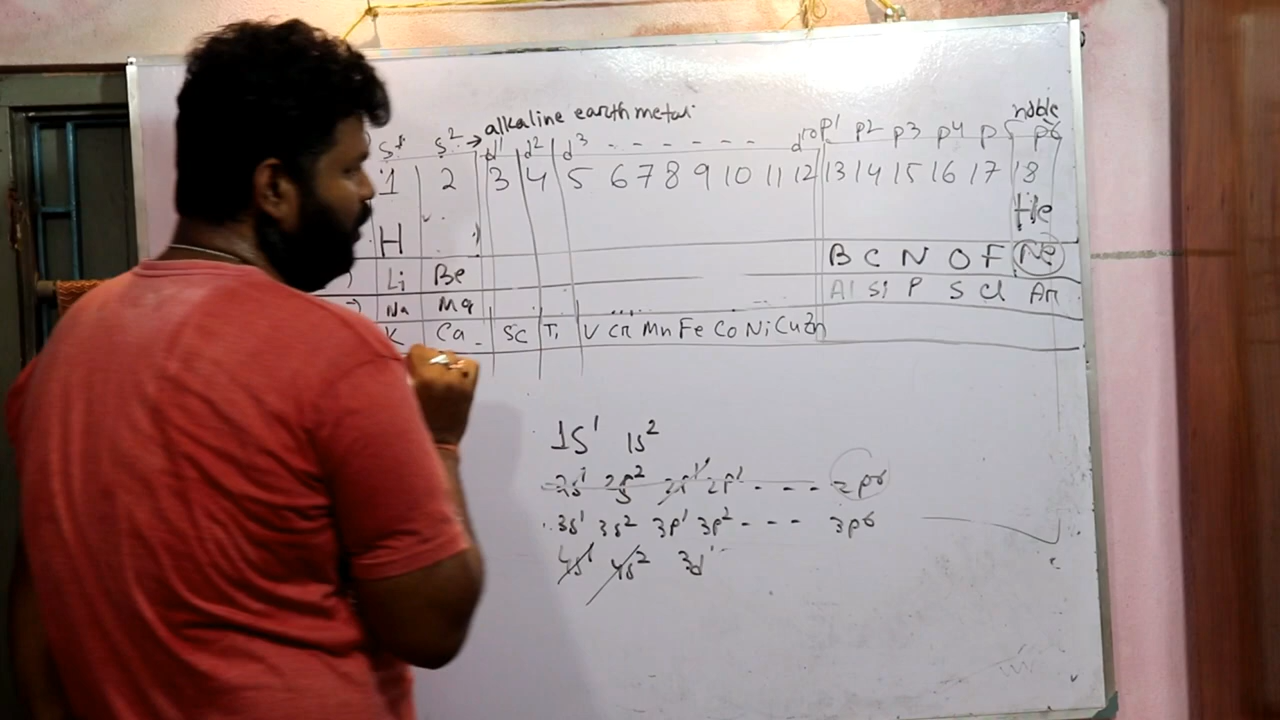 alkaline earth metal
noble
s¹ s² d¹ d² d³ - - - - - - d¹⁰ p¹ p2 p3 p4 p5 p6
1 2 3 4 5 6 7 8 9 10 11 12 13 14 15 16 17 18
He
H
Li Be B C N O F Ne
Na Mg Al Si P S Cl Ar
K Ca Sc Ti V Cr Mn Fe Co Ni Cu Zn
1s¹ 1s²
2s¹ 2s² 2p¹ 2p¹ - - - 2p6
3s¹ 3s² 3p¹ 3p² - - - 3p6
4s¹ 4s² 3d¹